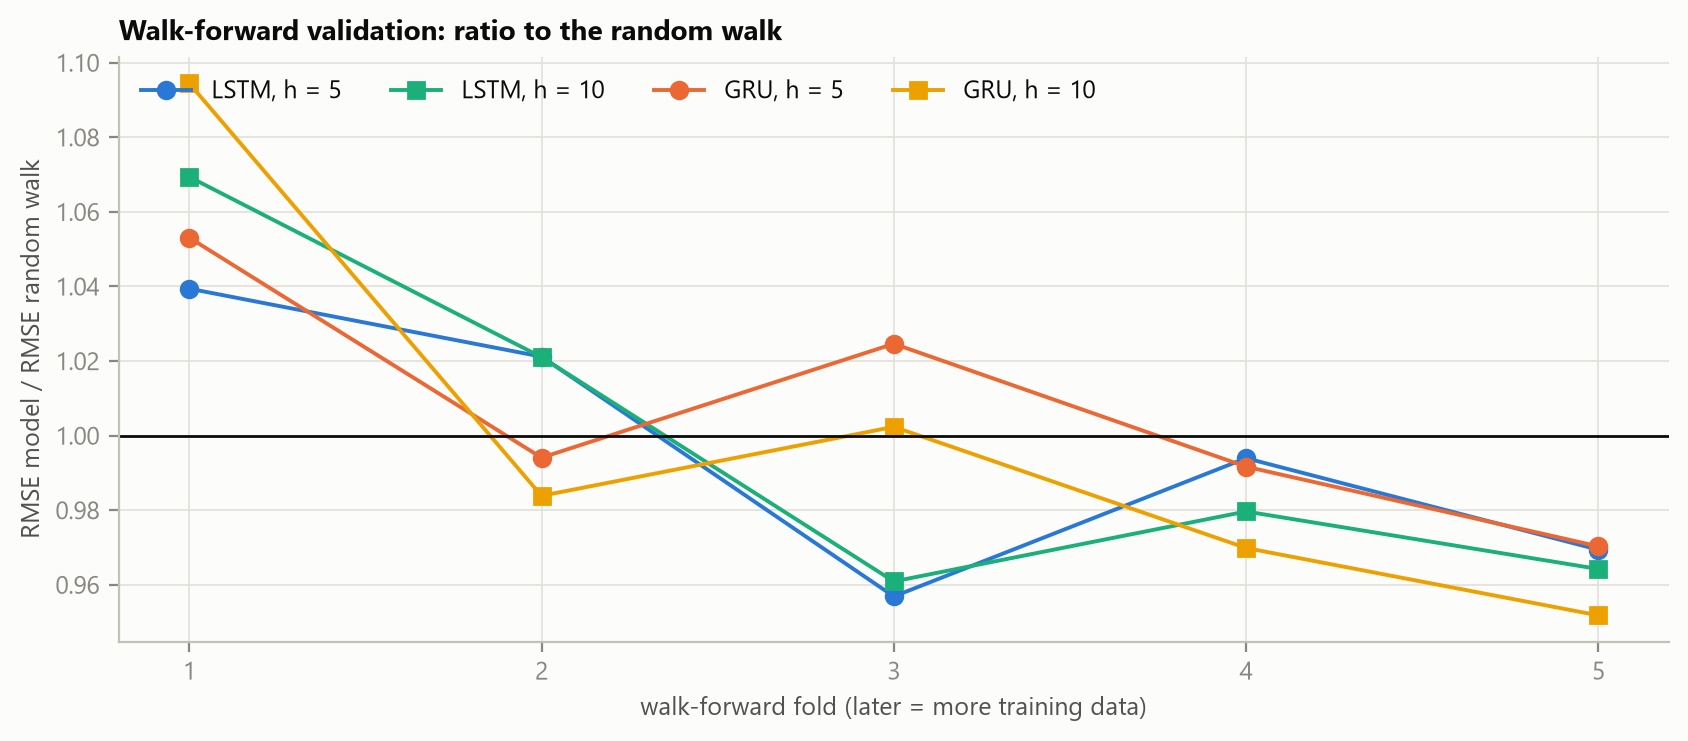 Walk-forward validation: ratio to the random walk
LSTM, h = 5
LSTM, h = 10
GRU, h = 5
GRU, h = 10
RMSE model / RMSE random walk
1.10
1.08
1.06
1.04
1.02
1.00
0.98
0.96
1
2
3
4
5
walk-forward fold (later = more training data)